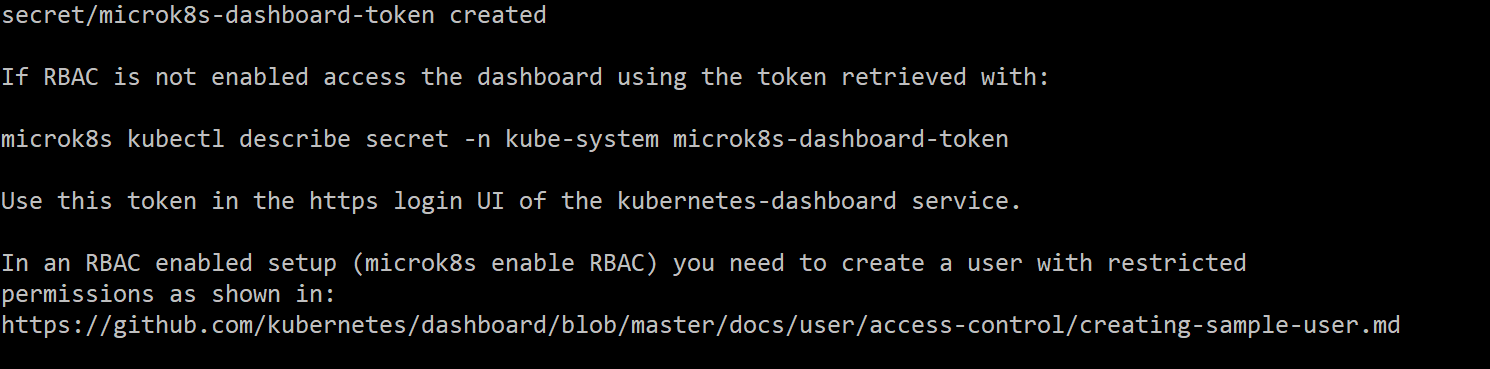 secret/microk8s-dashboard-token created
If RBAC is not enabled access the dashboard using the token retrieved with:
microk8s kubectl describe secret -n kube-system microk8s-dashboard-token
Use this token in the https login UI of the kubernetes-dashboard service.
In an RBAC enabled setup (microk8s enable RBAC) you need to create a user with restricted
permissions as shown in:
https://github.com/kubernetes/dashboard/blob/master/docs/user/access-control/creating-sample-user.md